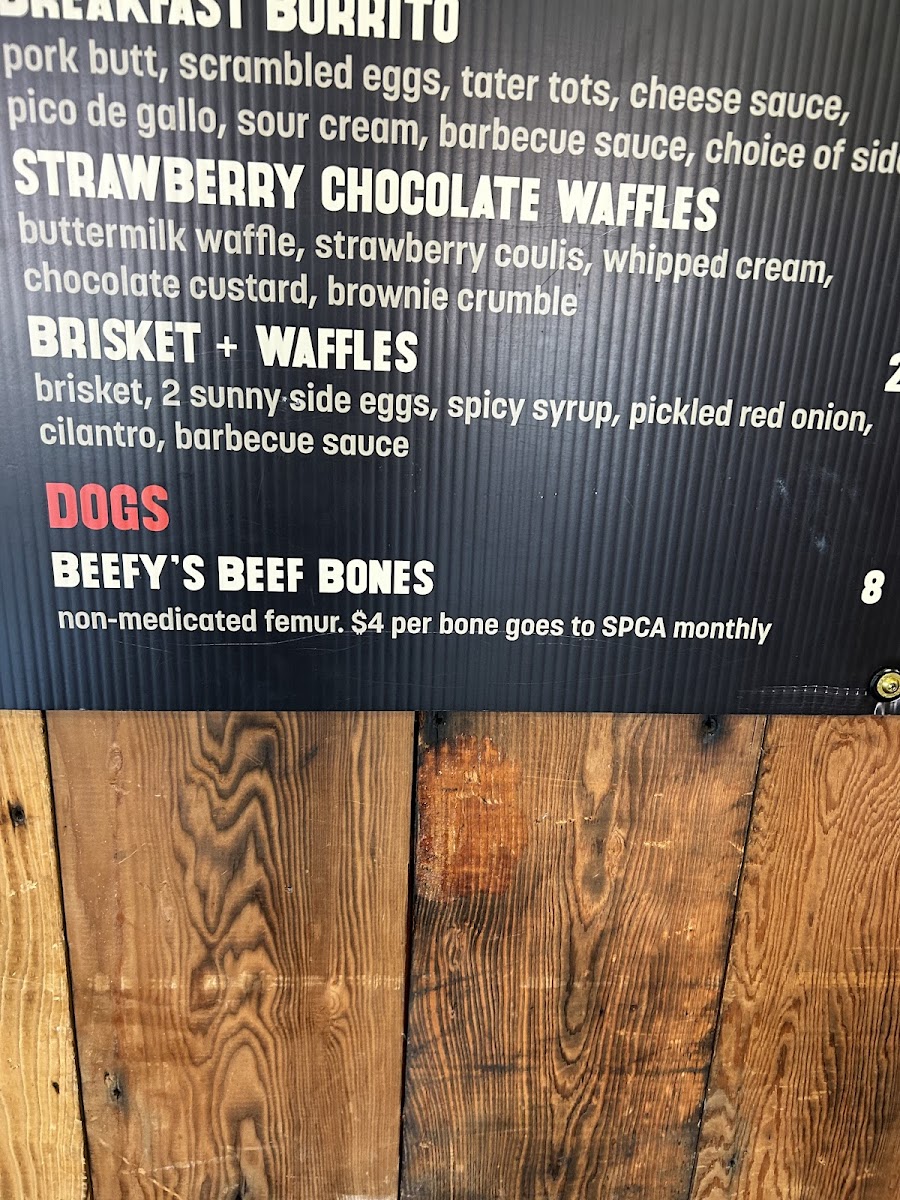 BREAKFAST BURRITO
pork butt, scrambled eggs, tater tots, cheese sauce,
pico de gallo, sour cream, barbecue sauce, choice of
STRAWBERRY CHOCOLATE WAFFLES
buttermilk waffle, strawberry coulis, whipped cream,
chocolate custard, brownie crumble
BRISKET + WAFFLES
brisket, 2 sunny side eggs, spicy syrup, pickled red onion,
cilantro, barbecue sauce
DOGS
BEEFY'S BEEF BONES 8
non-medicated femur. $4 per bone goes to SPCA monthly